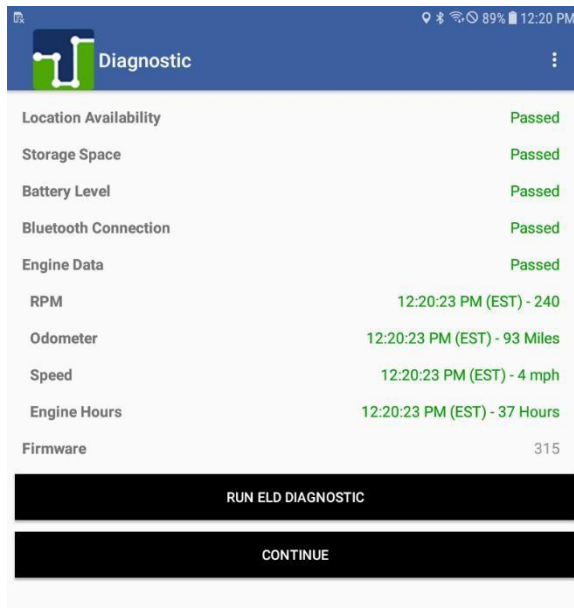 89% 12:20 PM
Diagnostic
Location Availability Passed
Storage Space Passed
Battery Level Passed
Bluetooth Connection Passed
Engine Data Passed
RPM 12:20:23 PM (EST) - 240
Odometer 12:20:23 PM (EST) - 93 Miles
Speed 12:20:23 PM (EST) - 4 mph
Engine Hours 12:20:23 PM (EST) - 37 Hours
Firmware 315
RUN ELD DIAGNOSTIC
CONTINUE